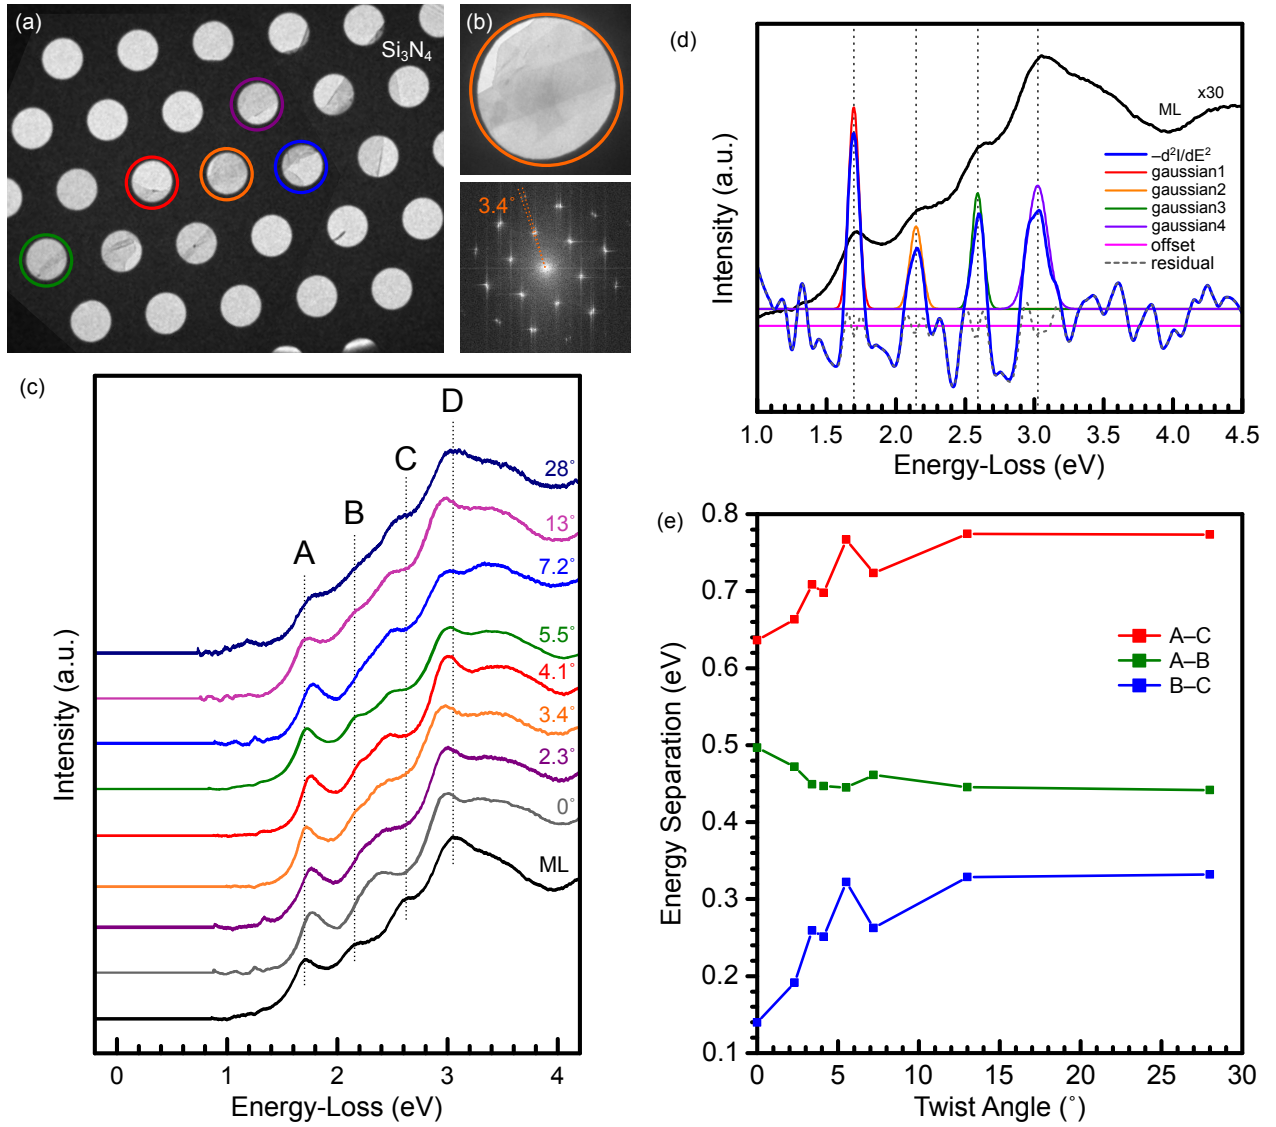 (a)
Si₃N₄
(b)
3.4°
(c)
A
B
C
D
28°
13°
7.2°
5.5°
4.1°
3.4°
2.3°
0°
ML
Intensity (a.u.)
0 1 2 3 4
Energy-Loss (eV)
(d)
ML
x30
–d²I/dE²
gaussian1
gaussian2
gaussian3
gaussian4
offset
residual
Intensity (a.u.)
1.0 1.5 2.0 2.5 3.0 3.5 4.0 4.5
Energy-Loss (eV)
(e)
0.8
0.7
0.6
0.5
0.4
0.3
0.2
0.1
A–C
A–B
B–C
Energy Separation (eV)
0 5 10 15 20 25 30
Twist Angle (°)